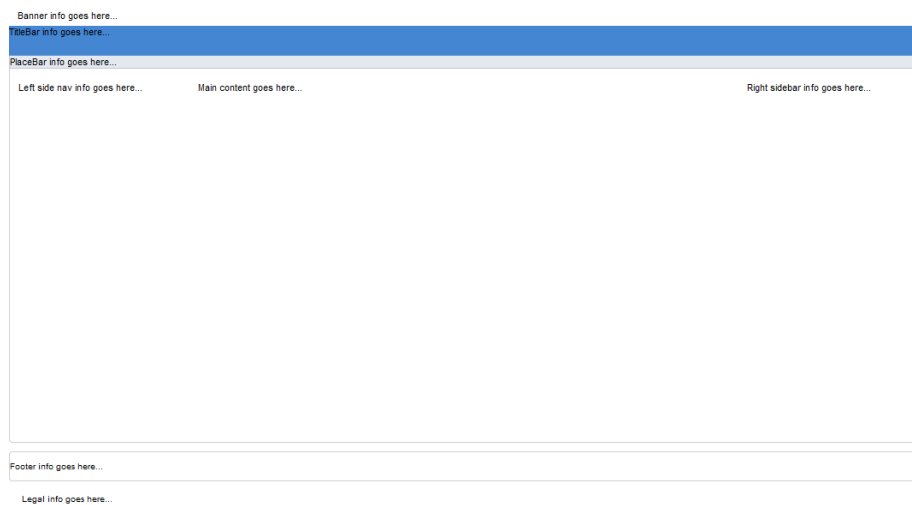 Banner info goes here...
TitleBar info goes here...
PlaceBar info goes here...
Left side nav info goes here...
Main content goes here...
Right sidebar info goes here...
Footer info goes here...
Legal info goes here...